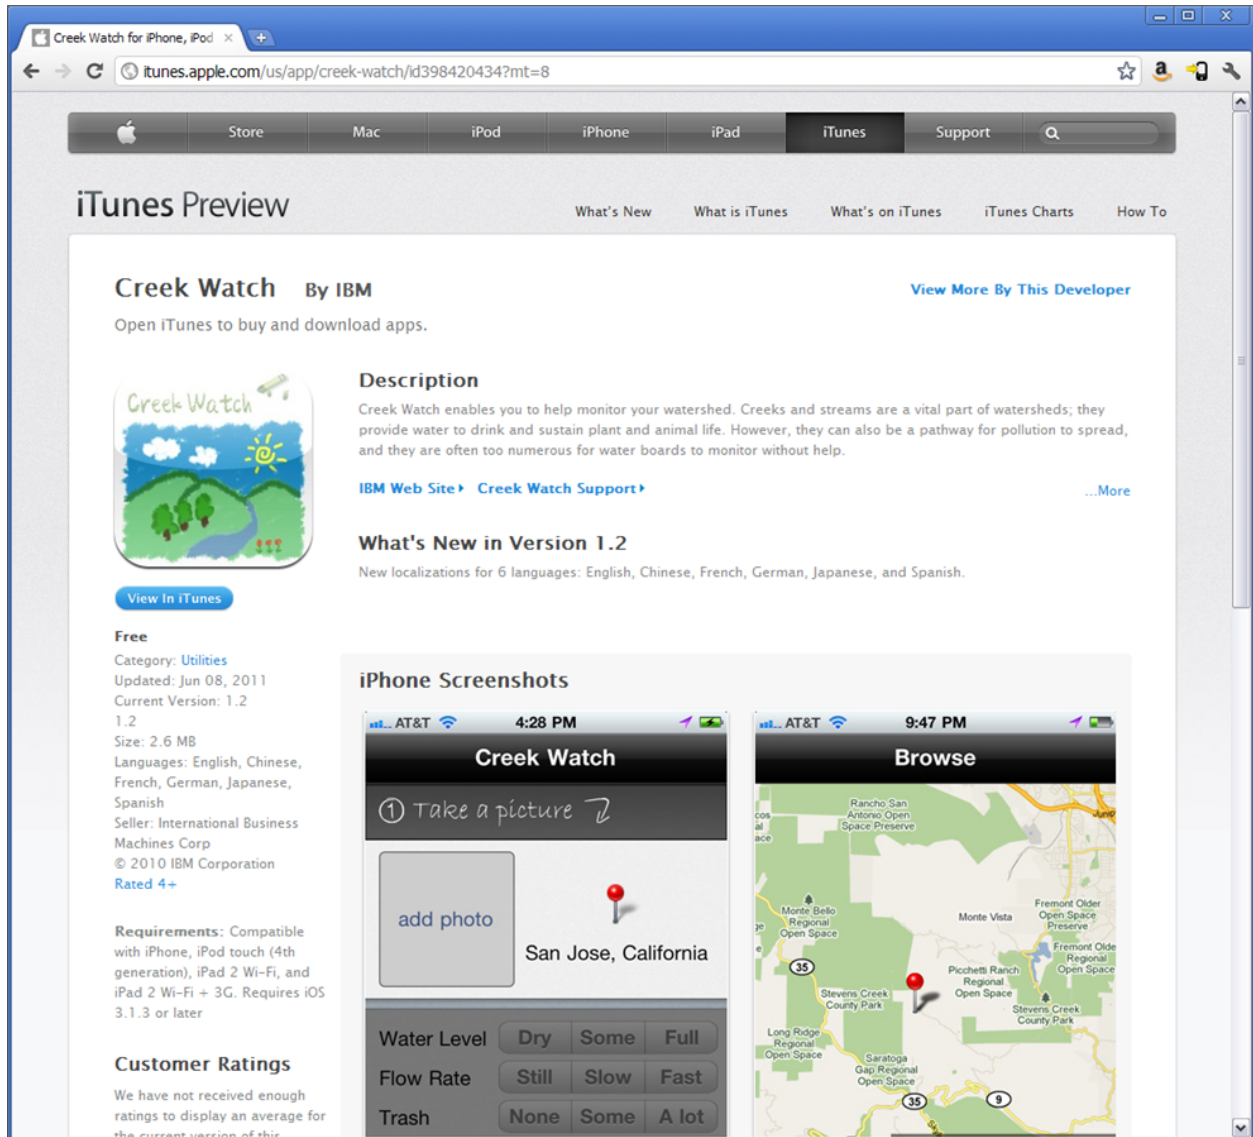 Creek Watch for iPhone, iPod
itunes.apple.com/us/app/creek-watch/id398420434?mt=8
Store Mac iPod iPhone iPad iTunes Support
iTunes Preview
What's New What is iTunes What's on iTunes iTunes Charts How To
Creek Watch By IBM
View More By This Developer
Open iTunes to buy and download apps.
Creek Watch
View In iTunes
Free
Category: Utilities
Updated: Jun 08, 2011
Current Version: 1.2
1.2
Size: 2.6 MB
Languages: English, Chinese,
French, German, Japanese,
Spanish
Seller: International Business
Machines Corp
© 2010 IBM Corporation
Rated 4+
Requirements: Compatible
with iPhone, iPod touch (4th
generation), iPad 2 Wi-Fi, and
iPad 2 Wi-Fi + 3G. Requires iOS
3.1.3 or later
Customer Ratings
We have not received enough
ratings to display an average for
the current version of this
Description
Creek Watch enables you to help monitor your watershed. Creeks and streams are a vital part of watersheds; they
provide water to drink and sustain plant and animal life. However, they can also be a pathway for pollution to spread,
and they are often too numerous for water boards to monitor without help.
IBM Web Site Creek Watch Support
...More
What's New in Version 1.2
New localizations for 6 languages: English, Chinese, French, German, Japanese, and Spanish.
iPhone Screenshots
AT&T 4:28 PM
Creek Watch
1 Take a picture
add photo
San Jose, California
Water Level Dry Some Full
Flow Rate Still Slow Fast
Trash None Some A lot
AT&T 9:47 PM
Browse
Rancho San
Antonio Open
Space Preserve
Monte Bello
Regional
Open Space
Monte Vista
Fremont Older
Open Space
Preserve
Fremont Olde
Regional
Open Space
35
Picchetti Ranch
Regional
Open Space
Stevens Creek
County Park
Stevens Creek
County Park
Long Ridge
Regional
Open Space
Saratoga
Gap Regional
Open Space
35
9